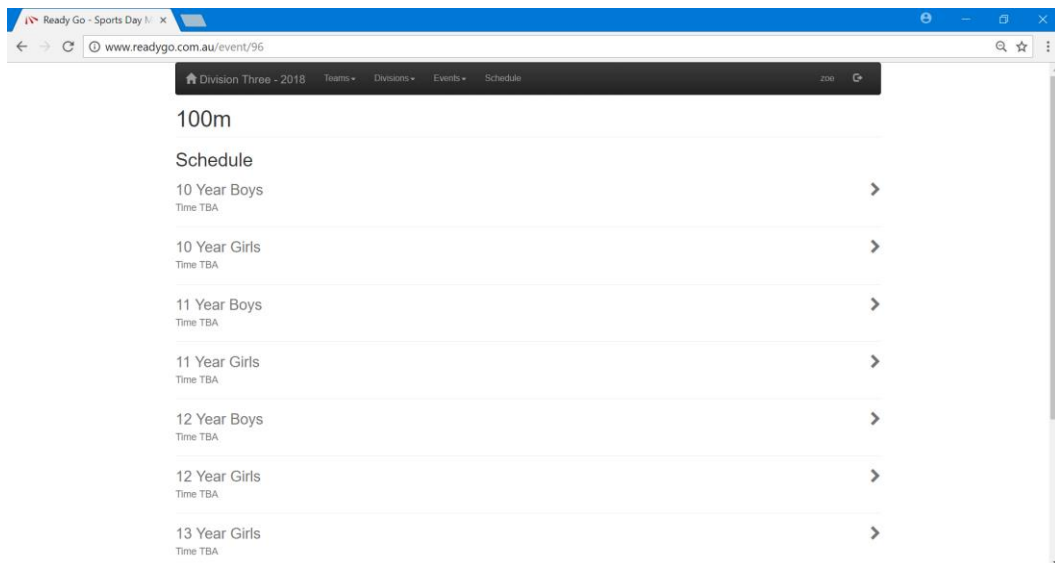 Ready Go - Sports Day M
www.readygo.com.au/event/96
Division Three - 2018 Teams Divisions Events Schedule zoe
100m
Schedule
10 Year Boys
Time TBA
10 Year Girls
Time TBA
11 Year Boys
Time TBA
11 Year Girls
Time TBA
12 Year Boys
Time TBA
12 Year Girls
Time TBA
13 Year Girls
Time TBA